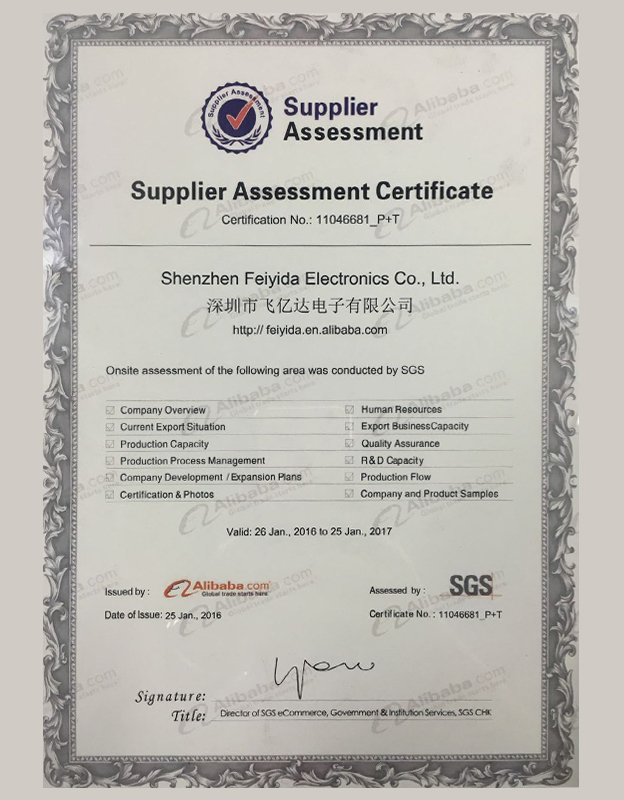 Supplier Assessment
Supplier
Assessment
Supplier Assessment Certificate
Certification No.: 11046681_P+T
Shenzhen Feiyida Electronics Co., Ltd.
深圳市飞亿达电子有限公司
http:// feiyida.en.alibaba.com
Onsite assessment of the following area was conducted by SGS
Company Overview
Human Resources
Current Export Situation
Export Business Capacity
Production Capacity
Quality Assurance
Production Process Management
R&D Capacity
Company Development / Expansion Plans
Production Flow
Certification & Photos
Company and Product Samples
Valid: 26 Jan., 2016 to 25 Jan., 2017
Issued by : Alibaba.com
Global trade starts here
Assessed by : SGS
Date of Issue: 25 Jan., 2016
Certificate No. : 11046681_P+T
Signature:
Title: Director of SGS eCommerce, Government & Institution Services, SGS CHK